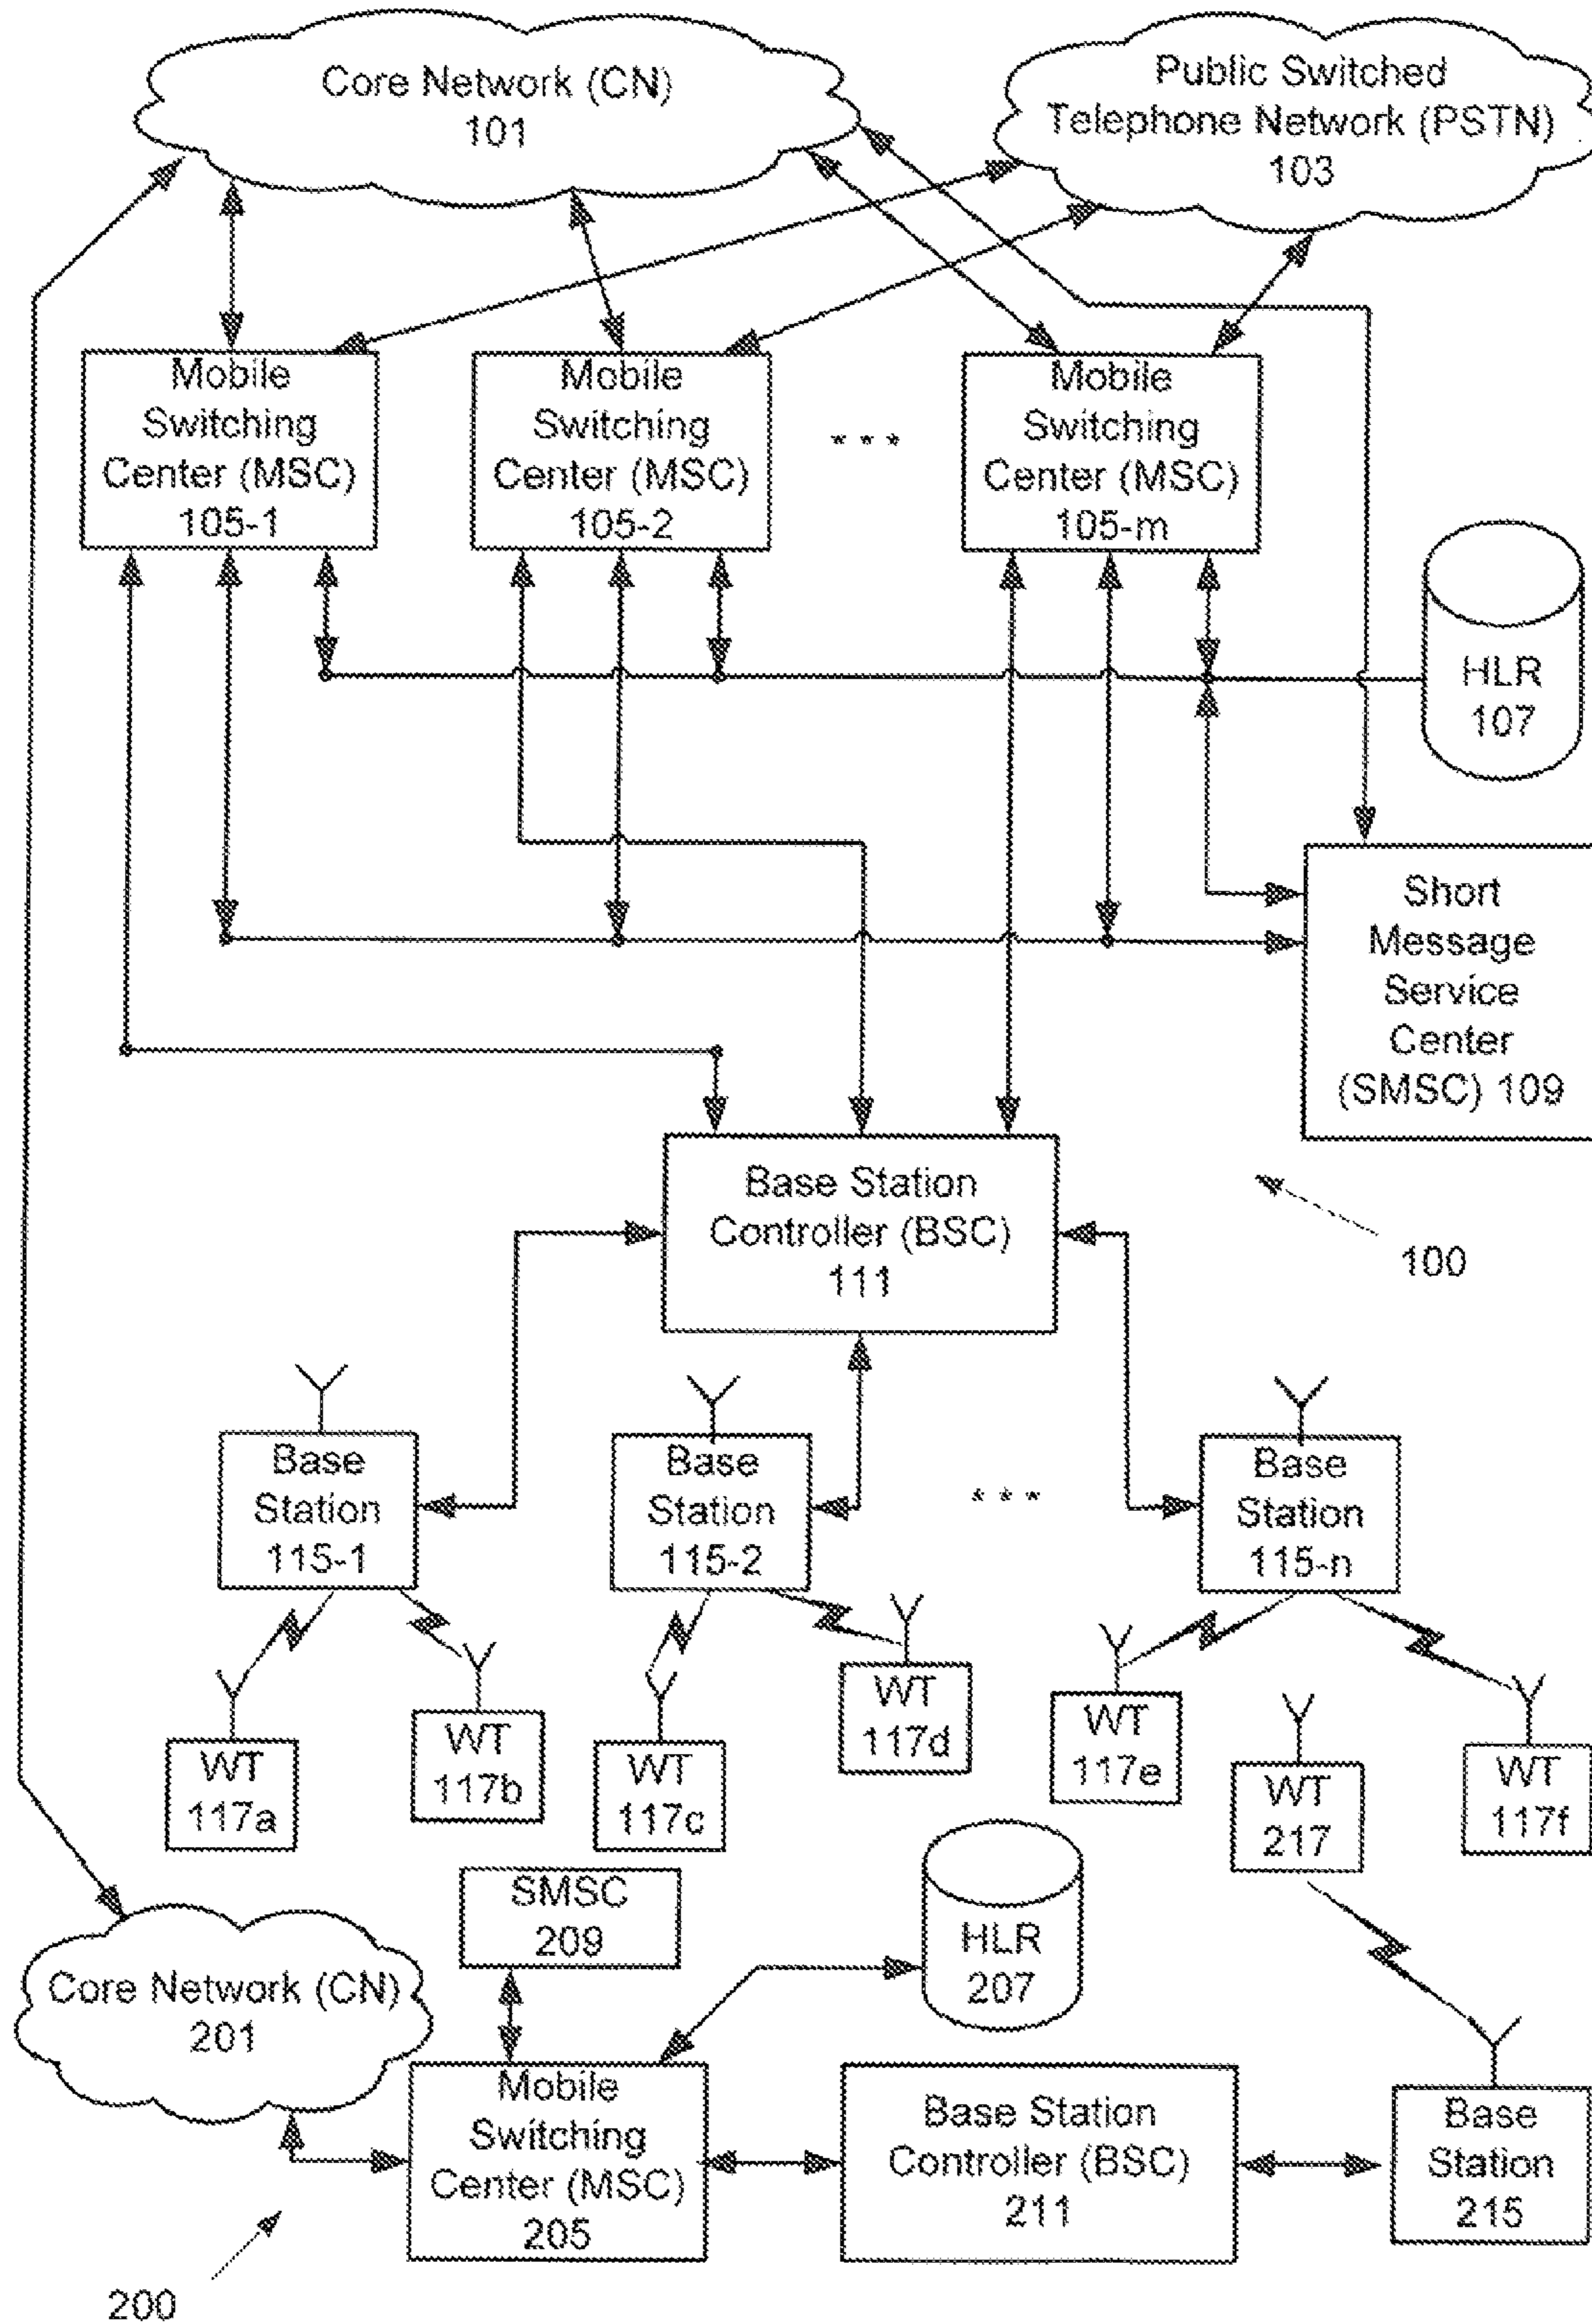 Core Network (CN)
101
Public Switched
Telephone Network (PSTN)
103
Mobile
Switching
Center (MSC)
105-1
Mobile
Switching
Center (MSC)
105-2
***
Mobile
Switching
Center (MSC)
105-m
HLR
107
Short
Message
Service
Center
(SMSC) 109
Base Station
Controller (BSC)
111
100
Base
Station
115-1
Base
Station
115-2
***
Base
Station
115-n
WT
117a
WT
117b
WT
117c
WT
117d
WT
117e
WT
217
WT
117f
SMSC
209
HLR
207
Core Network (CN)
201
Mobile
Switching
Center (MSC)
205
Base Station
Controller (BSC)
211
Base
Station
215
200